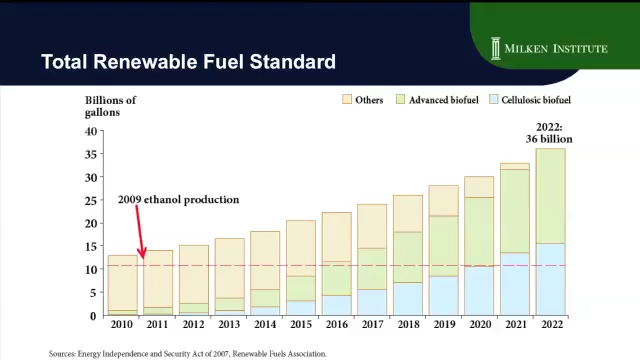 MILKEN INSTITUTE
Total Renewable Fuel Standard
Billions of
gallons
Others
Advanced biofuel
Cellulosic biofuel
2022:
36 billion
40
35
30
25
20
15
10
5
0
2009 ethanol production
2010 2011 2012 2013 2014 2015 2016 2017 2018 2019 2020 2021 2022
Sources: Energy Independence and Security Act of 2007, Renewable Fuels Association.